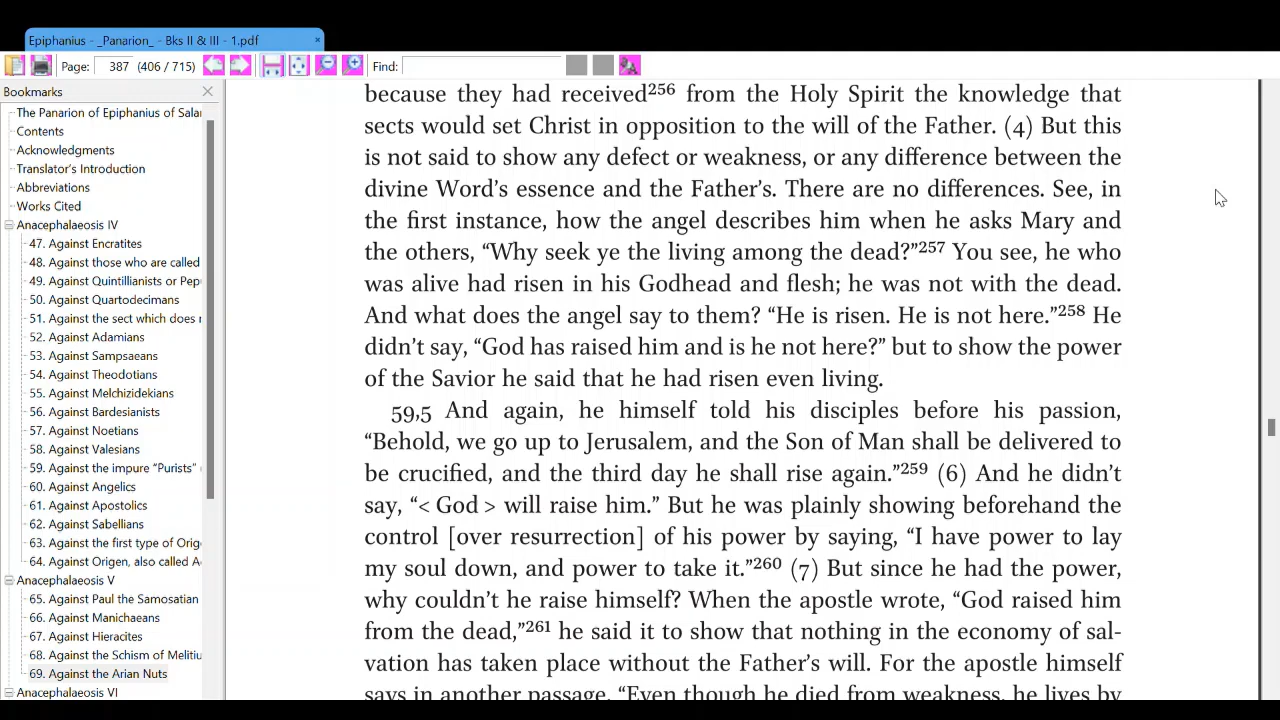 Epiphanius - _Panarion_ - Bks II & III - 1.pdf
Page: 387 (406 / 715) Find:
Bookmarks
The Panarion of Epiphanius of Sala
Contents
Acknowledgments
Translator's Introduction
Abbreviations
Works Cited
Anacephalaeosis IV
47. Against Encratites
48. Against those who are called
49. Against Quintillianists or Pep
50. Against Quartodecimans
51. Against the sect which does r
52. Against Adamians
53. Against Sampsaeans
54. Against Theodotians
55. Against Melchizidekians
56. Against Bardesianists
57. Against Noetians
58. Against Valesians
59. Against the impure “Purists” (
60. Against Angelics
61. Against Apostolics
62. Against Sabellians
63. Against the first type of Orig
64. Against Origen, also called A
Anacephalaeosis V
65. Against Paul the Samosatian
66. Against Manichaeans
67. Against Hieracites
68. Against the Schism of Melitiu
69. Against the Arian Nuts
Anacephalaeosis VI
because they had received256 from the Holy Spirit the knowledge that
sects would set Christ in opposition to the will of the Father. (4) But this
is not said to show any defect or weakness, or any difference between the
divine Word’s essence and the Father’s. There are no differences. See, in
the first instance, how the angel describes him when he asks Mary and
the others, “Why seek ye the living among the dead?”257 You see, he who
was alive had risen in his Godhead and flesh; he was not with the dead.
And what does the angel say to them? “He is risen. He is not here.”258 He
didn’t say, “God has raised him and is he not here?” but to show the power
of the Savior he said that he had risen even living.
59,5 And again, he himself told his disciples before his passion,
“Behold, we go up to Jerusalem, and the Son of Man shall be delivered to
be crucified, and the third day he shall rise again.”259 (6) And he didn’t
say, “< God > will raise him.” But he was plainly showing beforehand the
control [over resurrection] of his power by saying, “I have power to lay
my soul down, and power to take it.”260 (7) But since he had the power,
why couldn’t he raise himself? When the apostle wrote, “God raised him
from the dead,”261 he said it to show that nothing in the economy of sal-
vation has taken place without the Father’s will. For the apostle himself
says in another passage, “Even though he died from weakness, he lives by